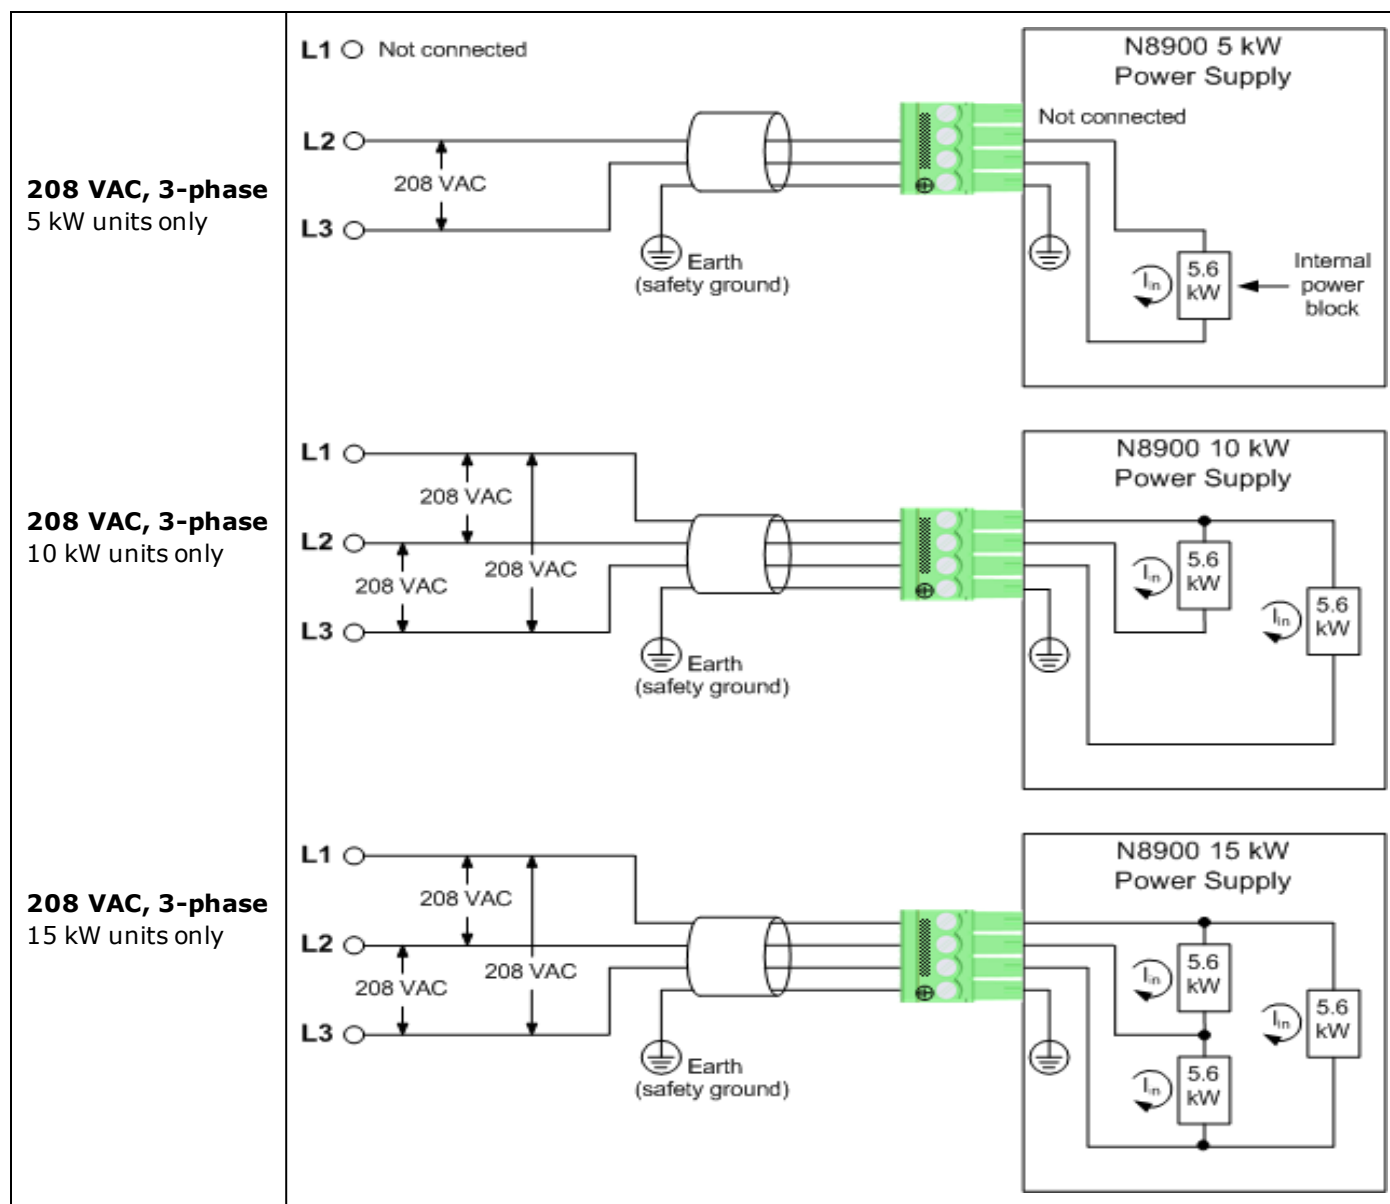 208 VAC, 3-phase
5 kW units only
L1 Not connected
L2
208 VAC
L3
Earth
(safety ground)
N8900 5 kW
Power Supply
Not connected
Iin
5.6
kW
Internal
power
block
208 VAC, 3-phase
10 kW units only
L1
208 VAC
L2
208 VAC
208 VAC
L3
Earth
(safety ground)
N8900 10 kW
Power Supply
Iin
5.6
kW
Iin
5.6
kW
208 VAC, 3-phase
15 kW units only
L1
208 VAC
L2
208 VAC
208 VAC
L3
Earth
(safety ground)
N8900 15 kW
Power Supply
Iin
5.6
kW
Iin
5.6
kW
Iin
5.6
kW